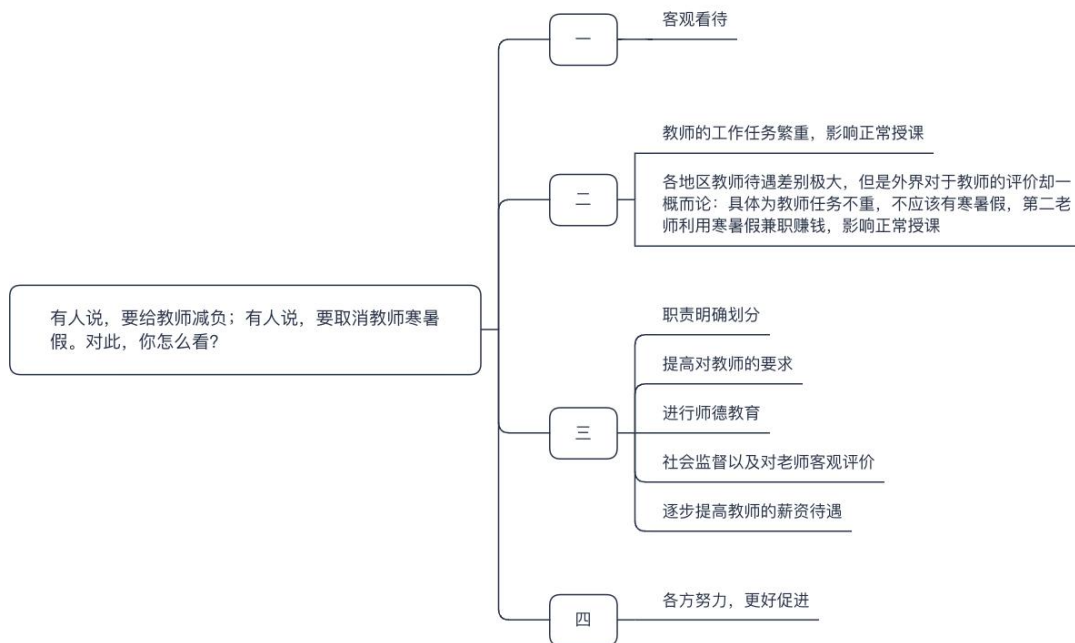 有人说，要给教师减负；有人说，要取消教师寒暑
假。对此，你怎么看？
一
客观看待
二
教师的工作任务繁重，影响正常授课
各地区教师待遇差别极大，但是外界对于教师的评价却一
概而论：具体为教师任务不重，不应该有寒暑假，第二老
师利用寒暑假兼职赚钱，影响正常授课
三
职责明确划分
提高对教师的要求
进行师德教育
社会监督以及对老师客观评价
逐步提高教师的薪资待遇
四
各方努力，更好促进